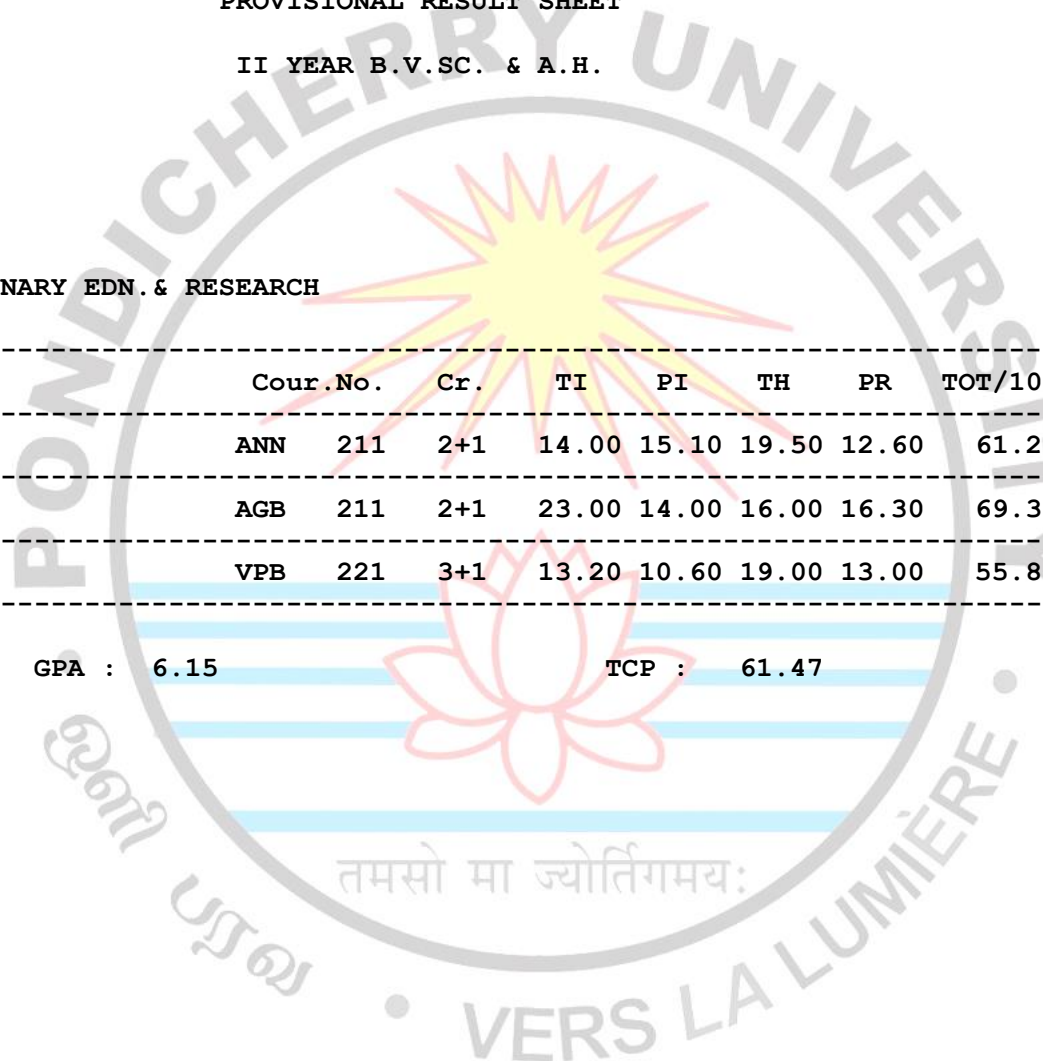 PROVISIONAL RESULT SHEET
II YEAR B.V.SC. & A.H.
NARY EDN.& RESEARCH
Cour.No. Cr. TI PI TH PR TOT/10
ANN 211 2+1 14.00 15.10 19.50 12.60 61.2
AGB 211 2+1 23.00 14.00 16.00 16.30 69.3
VPB 221 3+1 13.20 10.60 19.00 13.00 55.8
GPA : 6.15 TCP : 61.47
PONDICHERRY UNIVERSITY
तमसो मा ज्योतिंगमय:
ஒளி பரவ
VERS LA LUMIÈRE